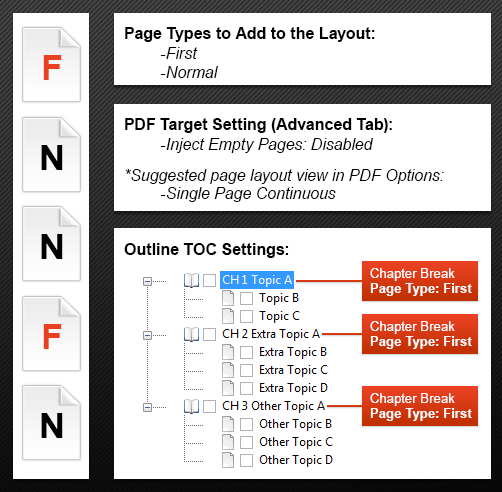 F
N
N
F
N
Page Types to Add to the Layout:
-First
-Normal
PDF Target Setting (Advanced Tab):
-Inject Empty Pages: Disabled
*Suggested page layout view in PDF Options:
-Single Page Continuous
Outline TOC Settings:
CH 1 Topic A
Topic B
Topic C
CH 2 Extra Topic A
Extra Topic B
Extra Topic C
Extra Topic D
CH 3 Other Topic A
Other Topic B
Other Topic C
Other Topic D
Chapter Break
Page Type: First
Chapter Break
Page Type: First
Chapter Break
Page Type: First